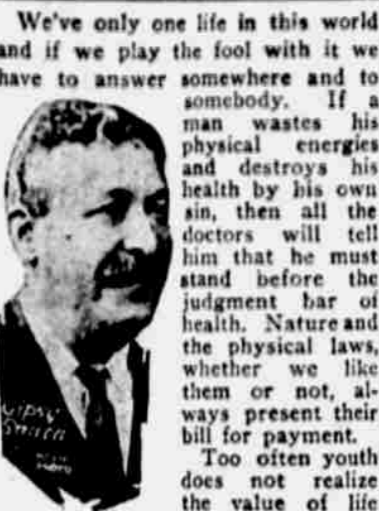 We've only one life in this world
and if we play the fool with it we
have to answer somewhere and to
somebody. If a
man wastes his
physical energies
and destroys his
health by his own
sin, then all the
doctors will tell
him that he must
stand before the
judgment bar of
health. Nature and
the physical laws,
whether we like
them or not, al-
ways present their
bill for payment.
Too often youth
does not realize
the value of life
Gipsy
Smith